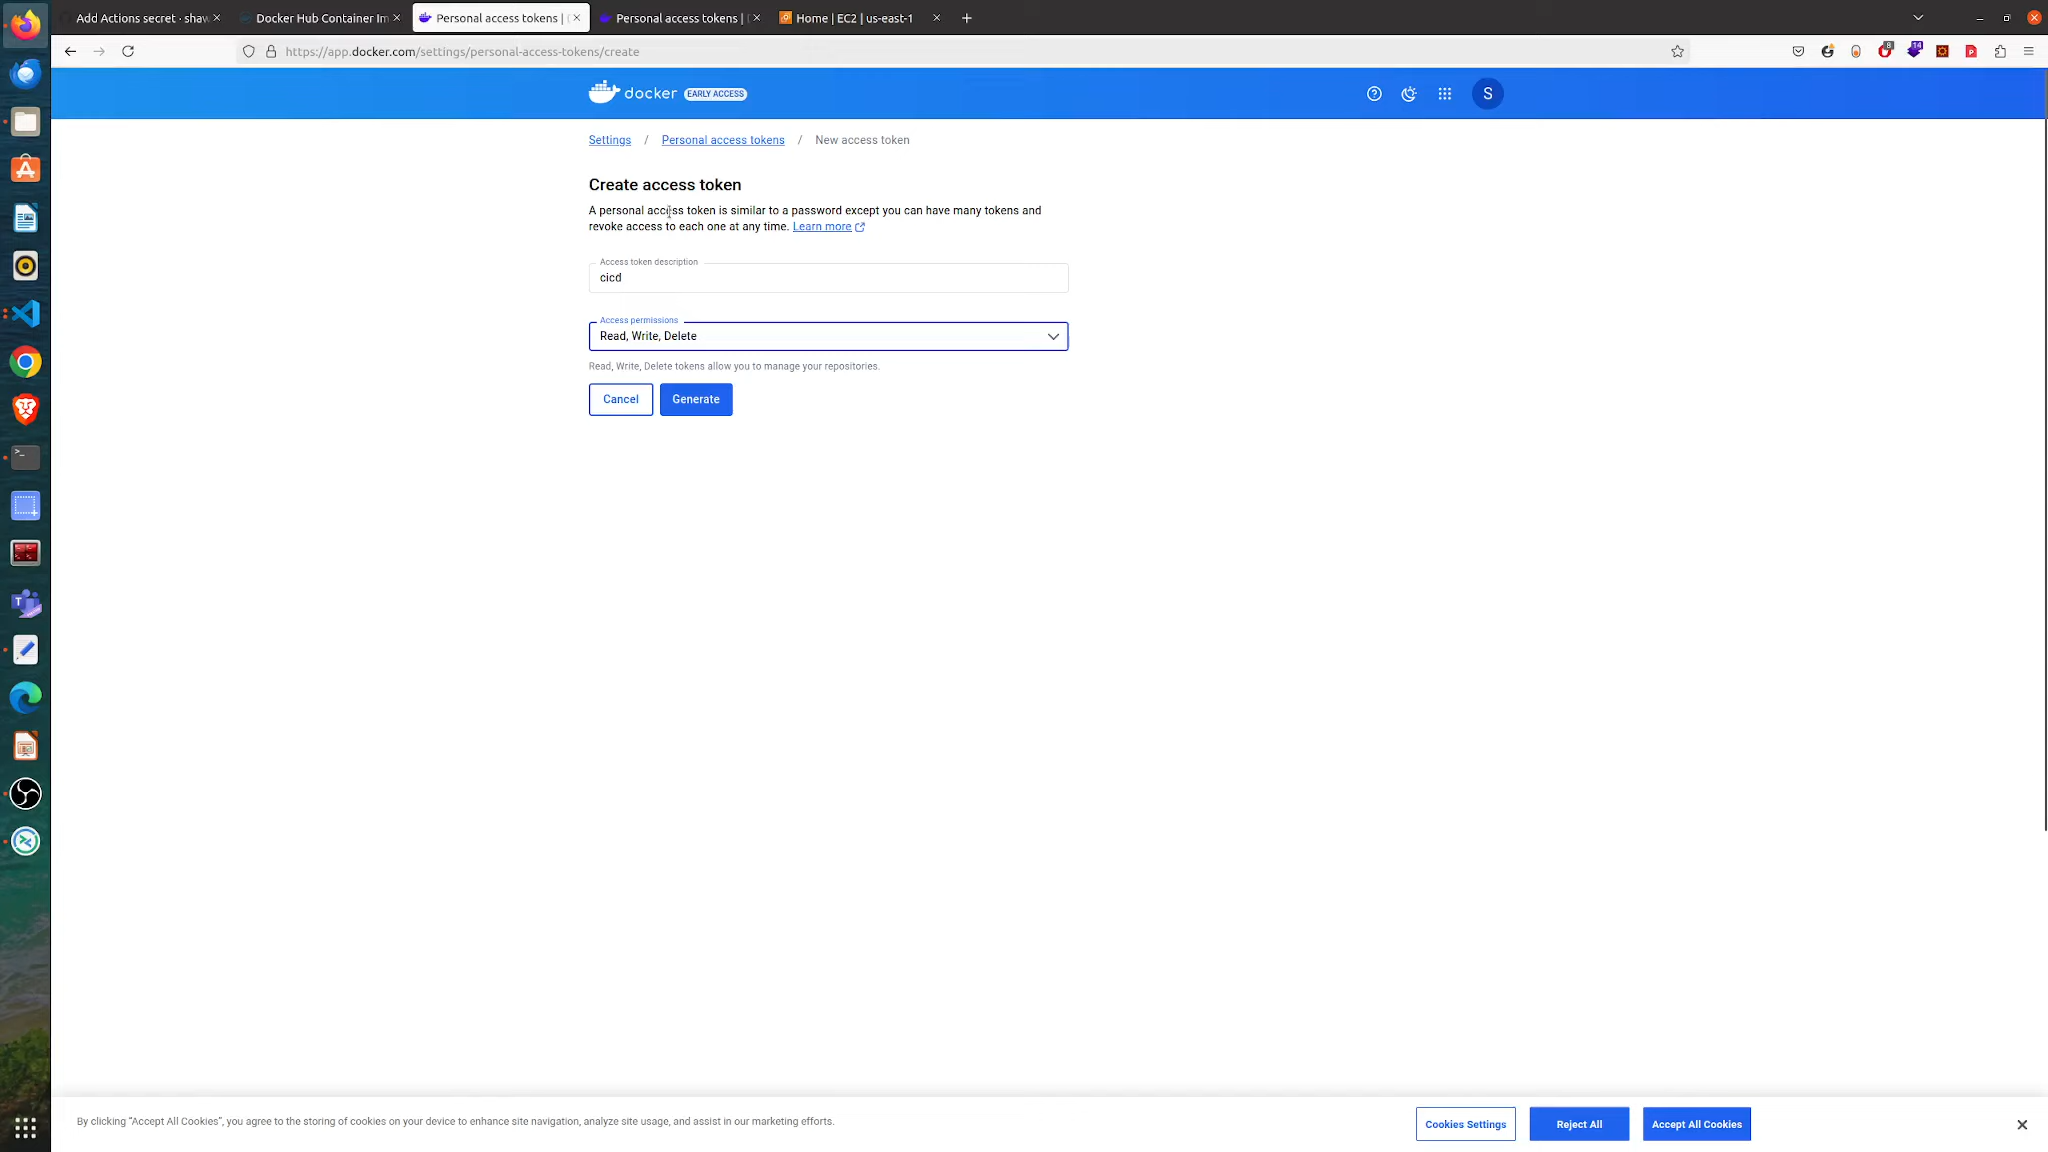 Add Actions secret · shaw
Docker Hub Container Im
Personal access tokens | (
Personal access tokens | (
Home | EC2 | us-east-1
https://app.docker.com/settings/personal-access-tokens/create
8
14
docker EARLY ACCESS
S
Settings / Personal access tokens / New access token
Create access token
A personal access token is similar to a password except you can have many tokens and
revoke access to each one at any time. Learn more
Access token description
cicd
Access permissions
Read, Write, Delete
Read, Write, Delete tokens allow you to manage your repositories.
Cancel
Generate
By clicking “Accept All Cookies”, you agree to the storing of cookies on your device to enhance site navigation, analyze site usage, and assist in our marketing efforts.
Cookies Settings
Reject All
Accept All Cookies